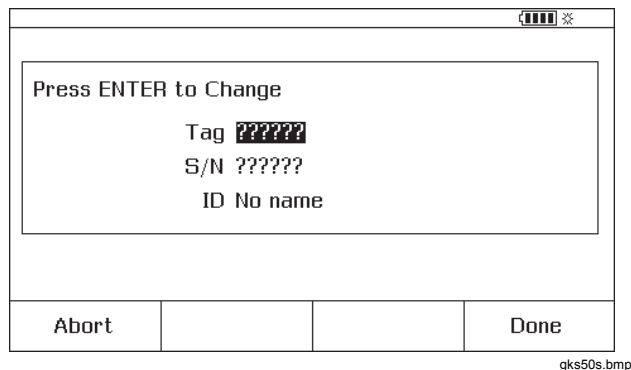 Press ENTER to Change
Tag ??????
S/N ??????
ID No name
Abort Done
gks50s.bmp